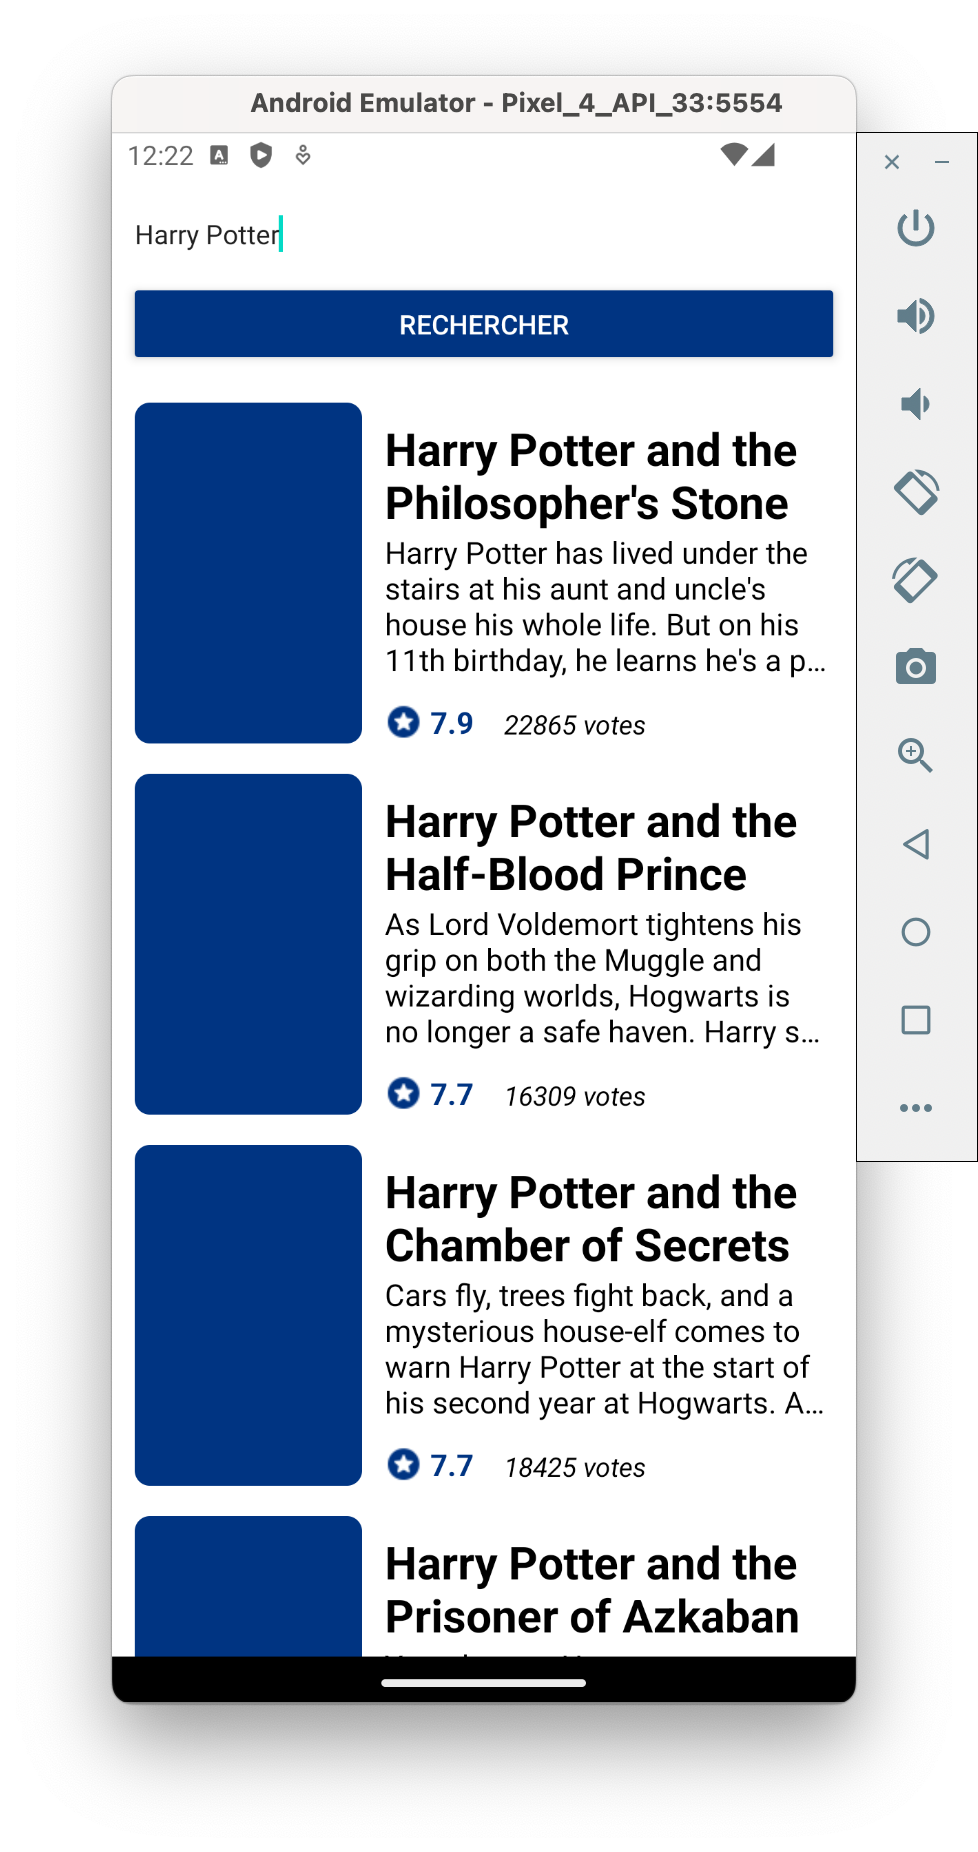 Android Emulator - Pixel_4_API_33:5554
12:22
Harry Potter
RECHERCHER
Harry Potter and the
Philosopher's Stone
Harry Potter has lived under the
stairs at his aunt and uncle's
house his whole life. But on his
11th birthday, he learns he's a p...
7.9 22865 votes
Harry Potter and the
Half-Blood Prince
As Lord Voldemort tightens his
grip on both the Muggle and
wizarding worlds, Hogwarts is
no longer a safe haven. Harry s...
7.7 16309 votes
Harry Potter and the
Chamber of Secrets
Cars fly, trees fight back, and a
mysterious house-elf comes to
warn Harry Potter at the start of
his second year at Hogwarts. A...
7.7 18425 votes
Harry Potter and the
Prisoner of Azkaban